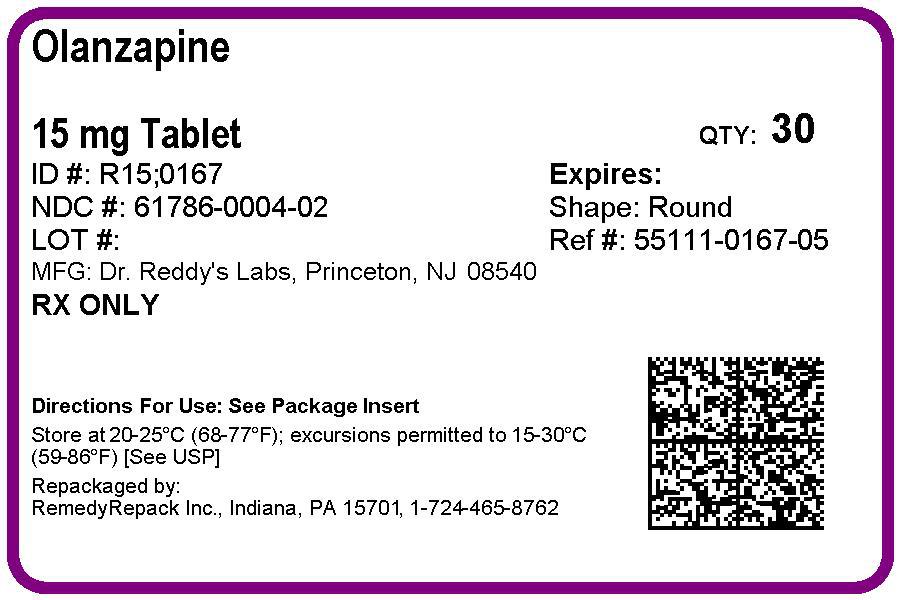 Olanzapine
15 mg Tablet
QTY: 30
ID #: R15;0167
Expires:
NDC #: 61786-0004-02
Shape: Round
LOT #:
Ref #: 55111-0167-05
MFG: Dr. Reddy's Labs, Princeton, NJ 08540
RX ONLY
Directions For Use: See Package Insert
Store at 20-25°C (68-77°F); excursions permitted to 15-30°C
(59-86°F) [See USP]
Repackaged by:
RemedyRepack Inc., Indiana, PA 15701, 1-724-465-8762